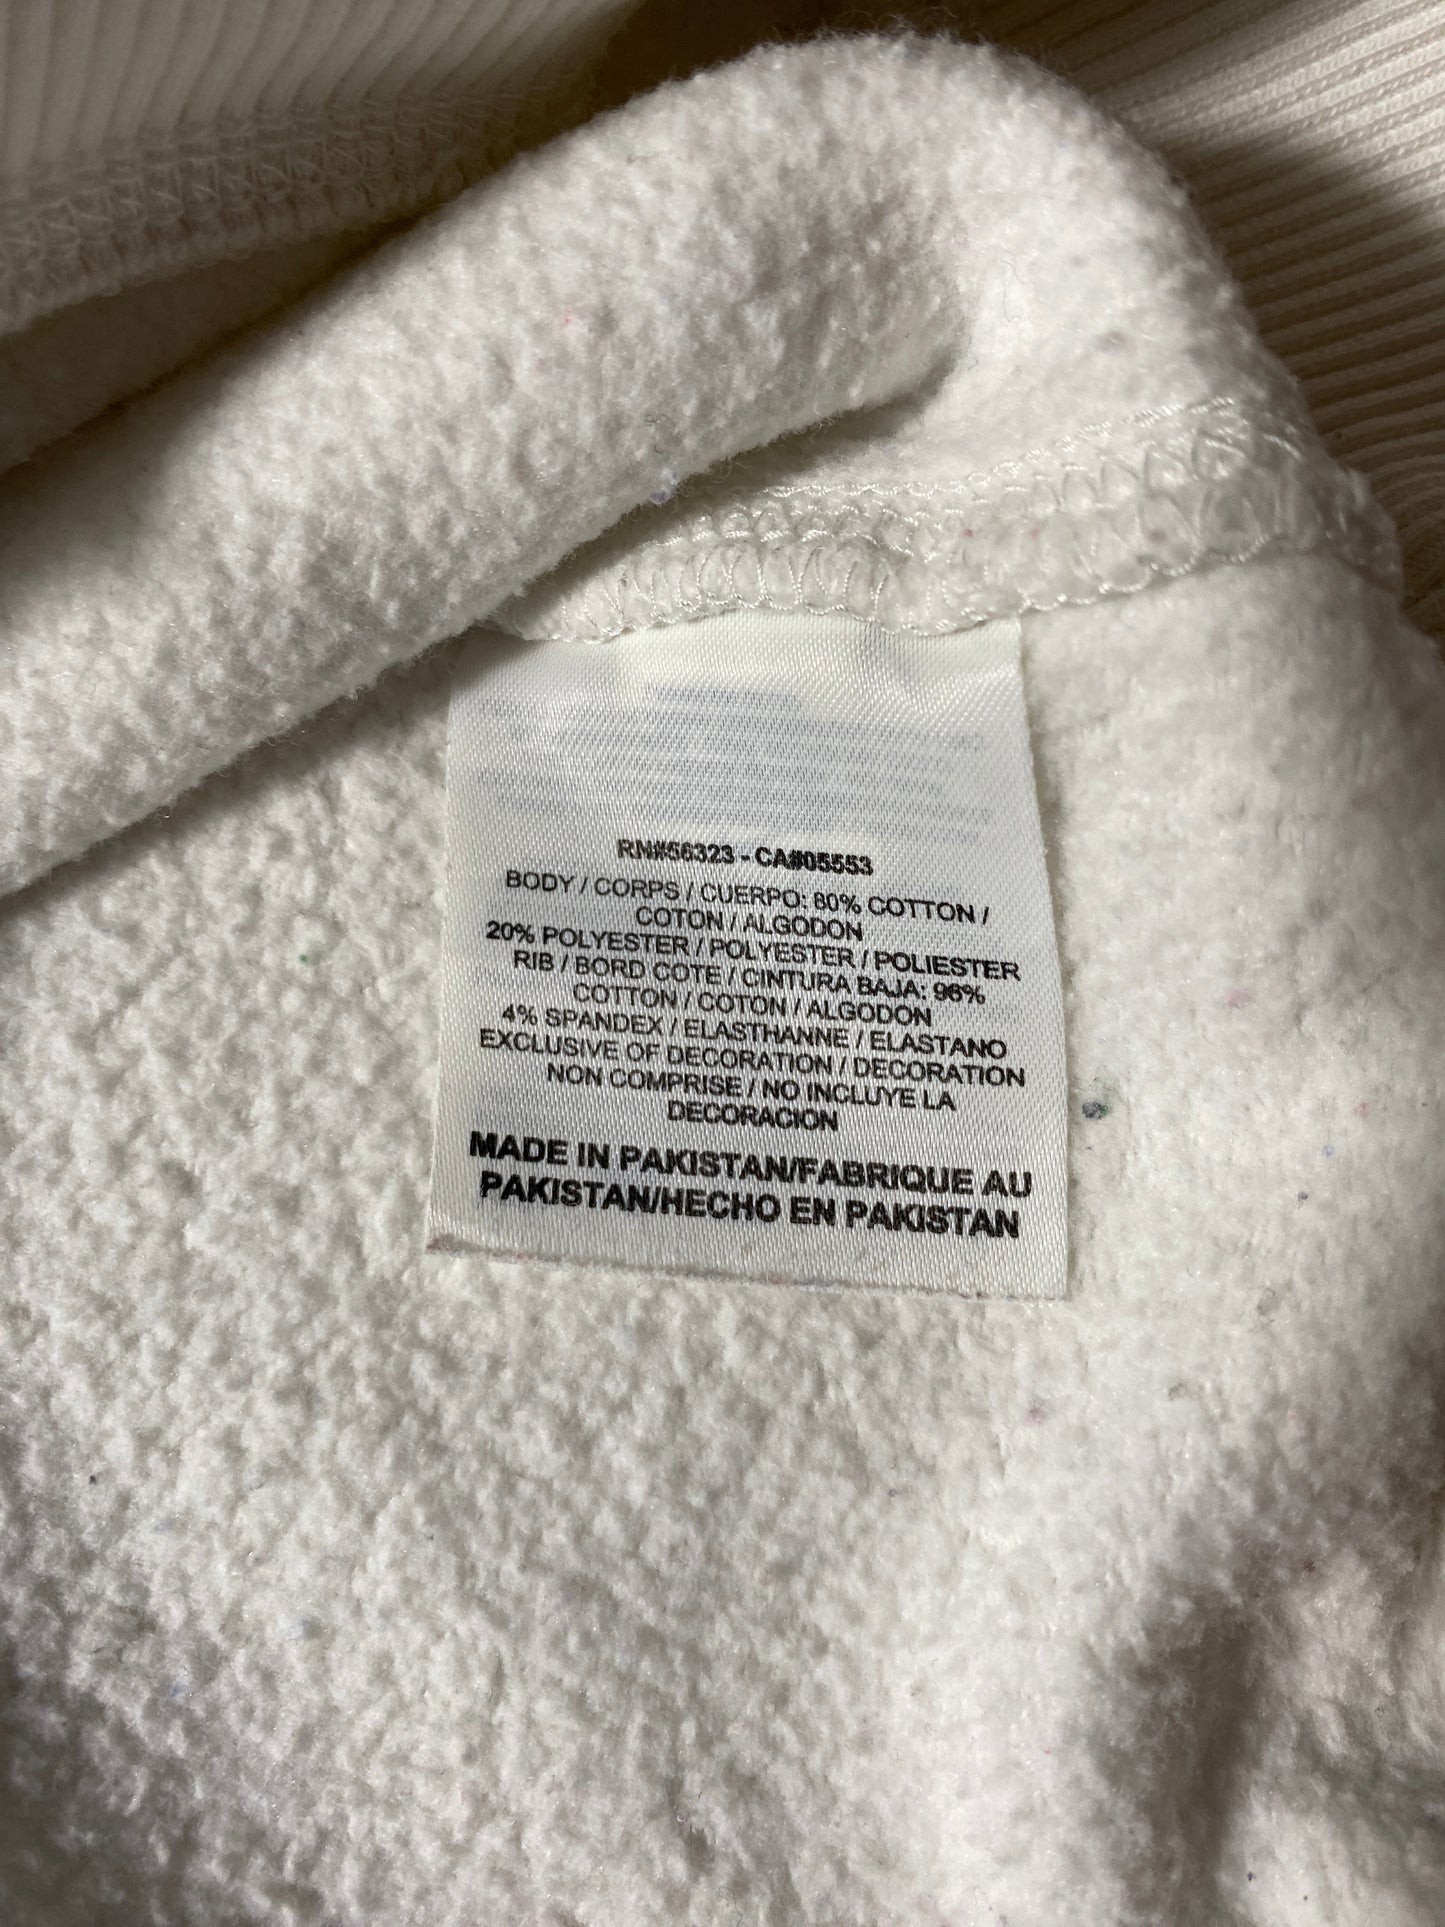 RN#56323 - CA#05553
BODY / CORPS / CUERPO: 80% COTTON /
COTON / ALGODON
20% POLYESTER / POLYESTER / POLIESTER
RIB / BORD COTE / CINTURA BAJA: 96%
COTTON / COTON / ALGODON
4% SPANDEX / ELASTHANNE / ELASTANO
EXCLUSIVE OF DECORATION / DECORATION
NON COMPRISE / NO INCLUYE LA
DECORACION
MADE IN PAKISTAN/FABRIQUE AU
PAKISTAN/HECHO EN PAKISTAN